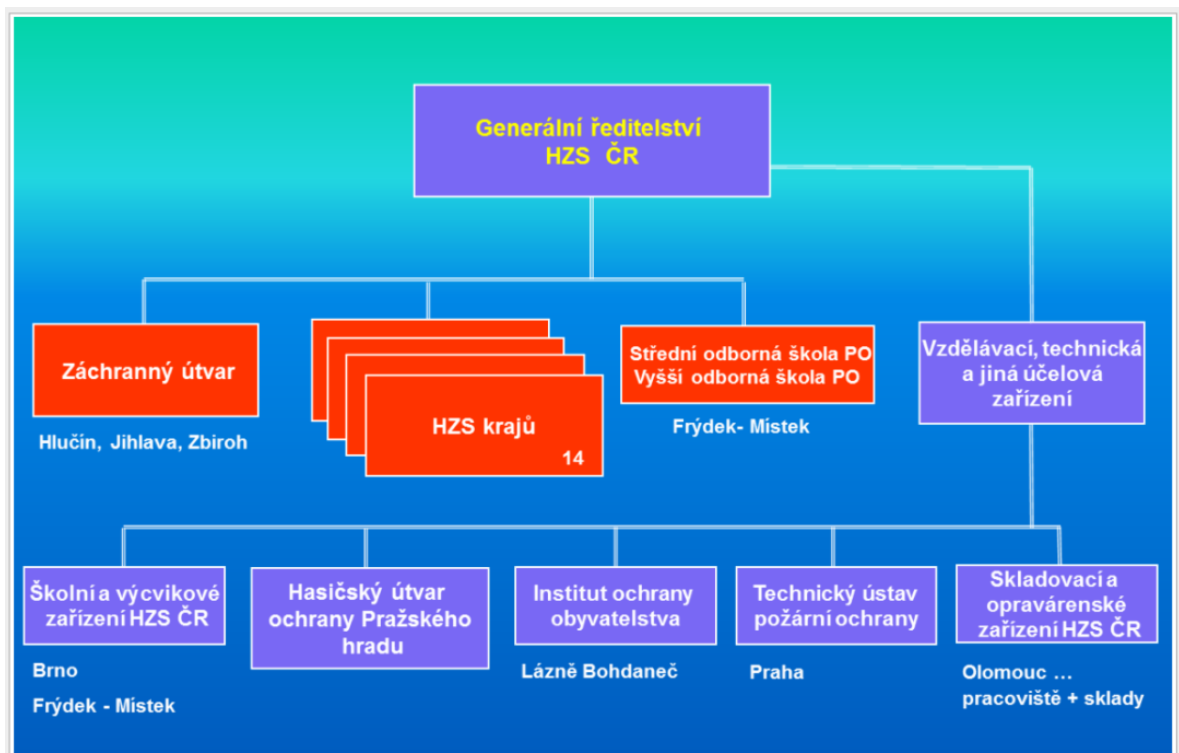 Generální ředitelství
HZS ČR
Záchranný útvar
Hlučín, Jihlava, Zbiroh
HZS krajů
14
Střední odborná škola PO
Vyšší odborná škola PO
Frýdek- Místek
Vzdělávací, technická
a jiná účelová
zařízení
Školní a výcvikové
zařízení HZS ČR
Brno
Frýdek - Místek
Hasičský útvar
ochrany Pražského
hradu
Institut ochrany
obyvatelstva
Lázně Bohdaneč
Technický ústav
požární ochrany
Praha
Skladovací a
opravárenské
zařízení HZS ČR
Olomouc ...
pracoviště + sklady